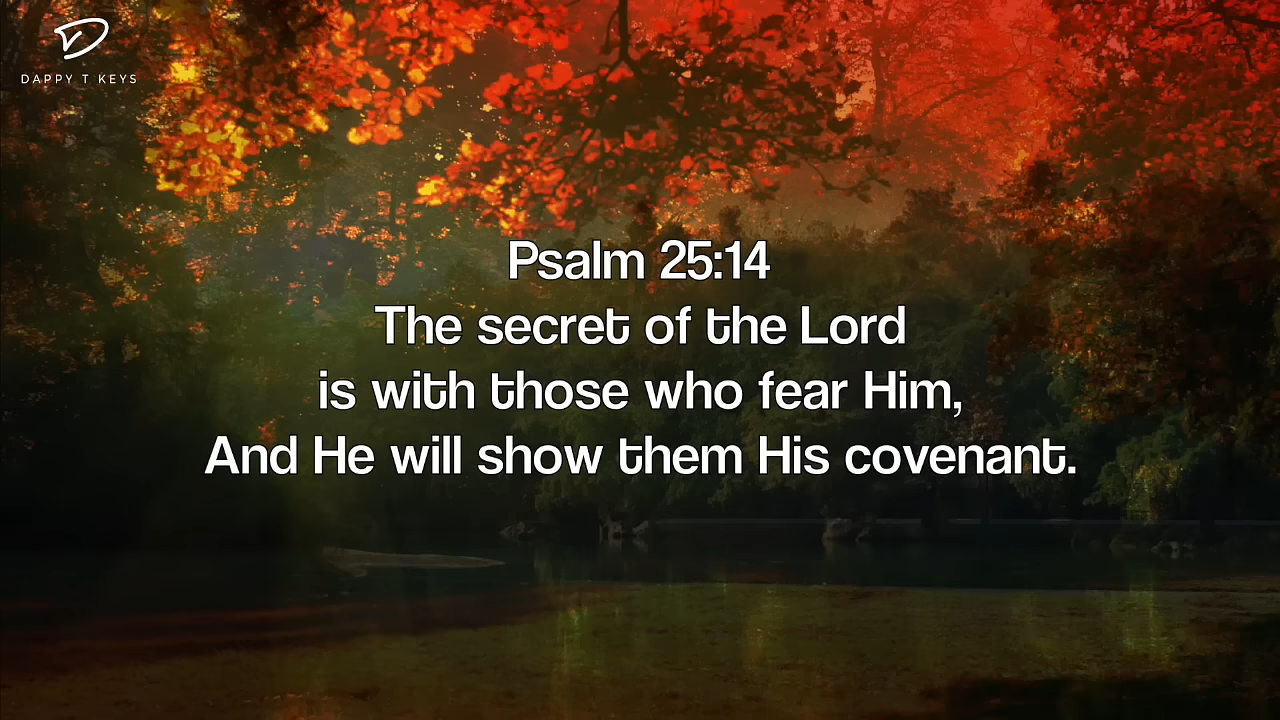 DAPPY T KEYS
Psalm 25:14
The secret of the Lord
is with those who fear Him,
And He will show them His covenant.